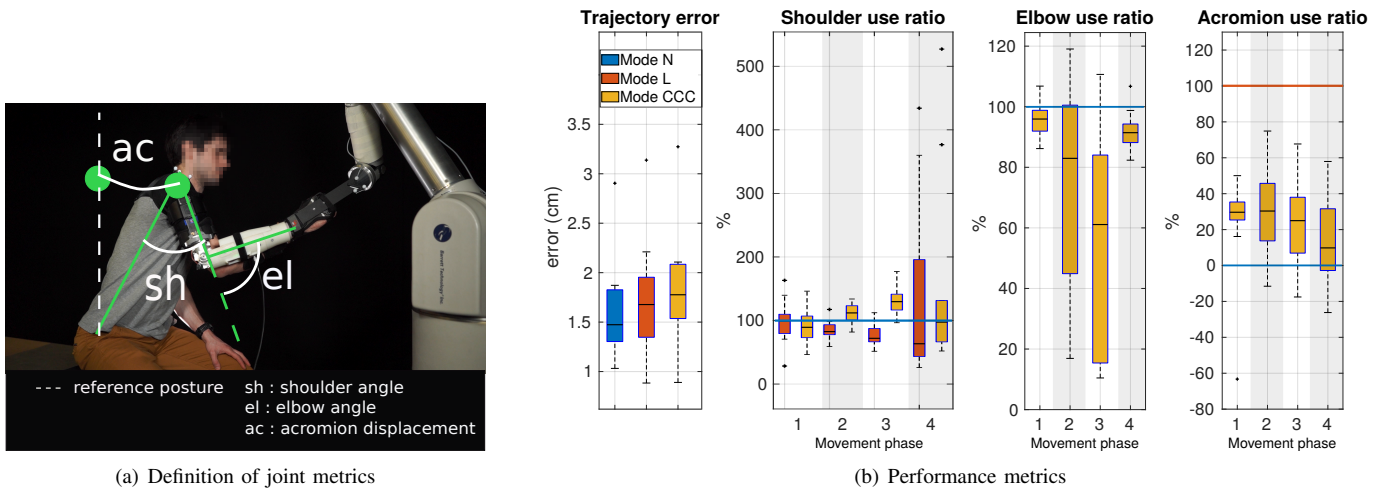 ac
sh
el
Barrett Technology Inc
--- reference posture
sh : shoulder angle
el : elbow angle
ac : acromion displacement
(a) Definition of joint metrics
Trajectory error
Mode N
Mode L
Mode CCC
3.5
3
2.5
2
1.5
1
error (cm)
Shoulder use ratio
500
400
300
200
100
0
%
1 2 3 4
Movement phase
Elbow use ratio
120
100
80
60
40
20
0
%
1 2 3 4
Movement phase
Acromion use ratio
120
100
80
60
40
20
0
-20
-40
-60
-80
%
1 2 3 4
Movement phase
(b) Performance metrics